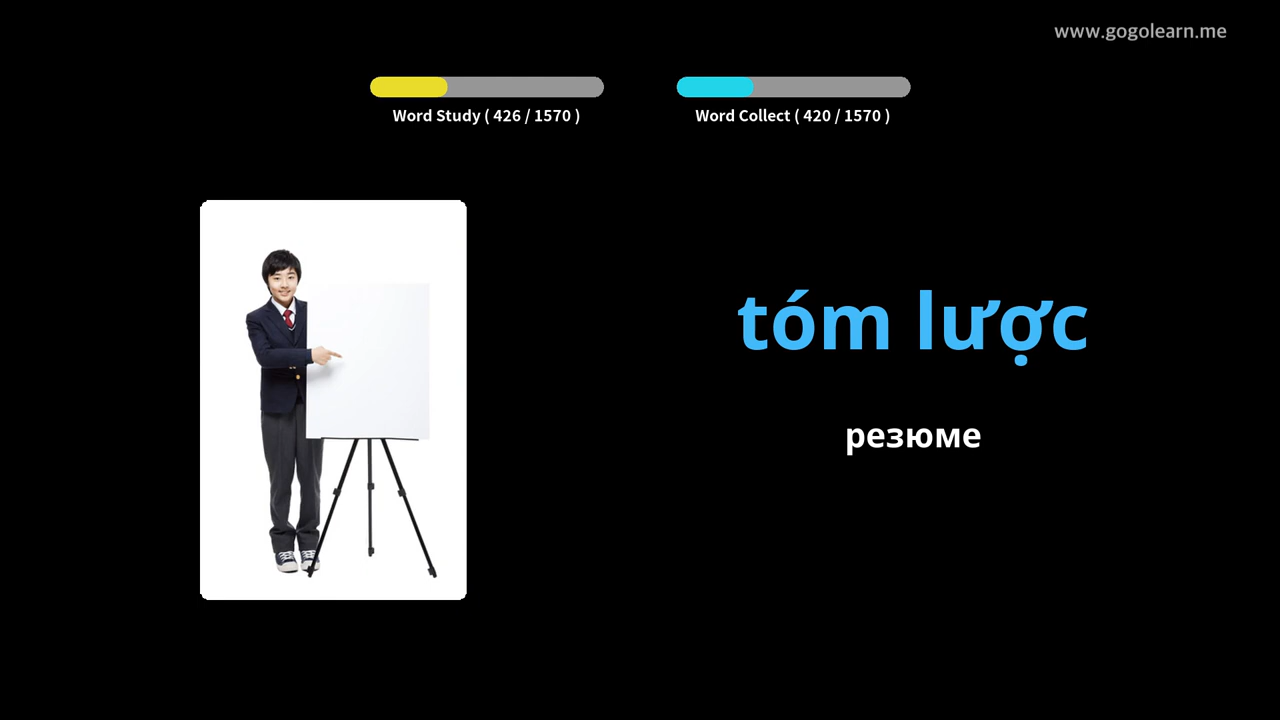 www.gogolearn.me
Word Study ( 426 / 1570 )
Word Collect ( 420 / 1570 )
tóm lược
резюме